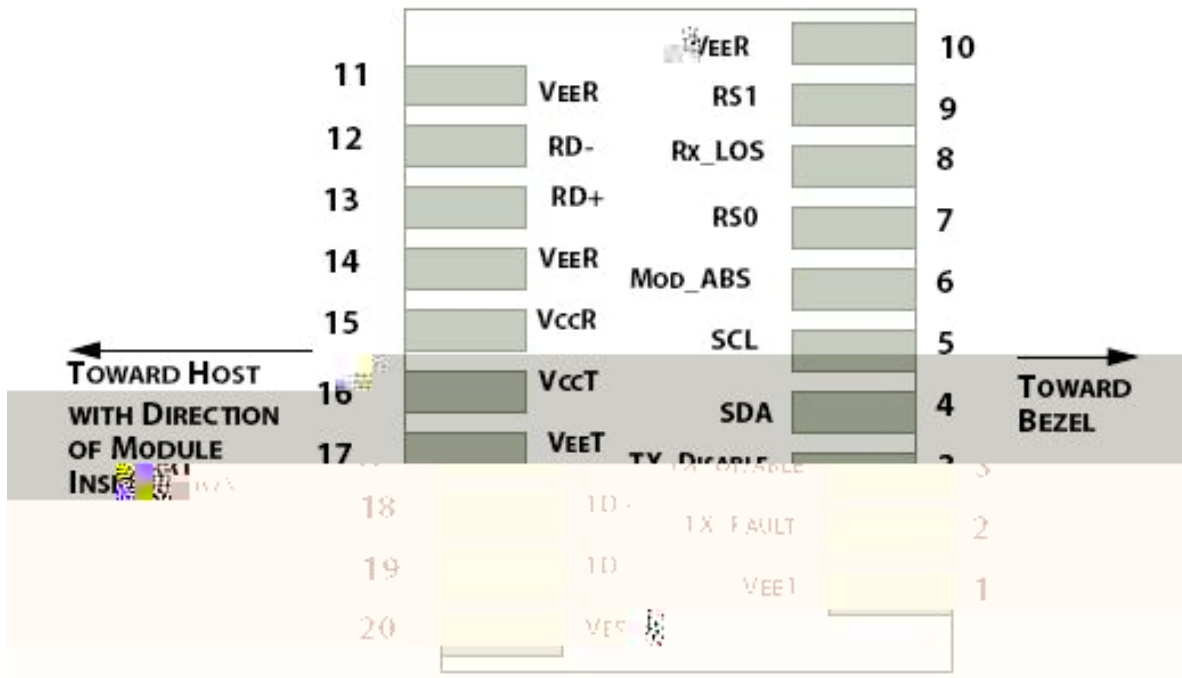 VEER 10
11 VEER RS1 9
12 RD- Rx_LOS 8
13 RD+ RS0 7
14 VEER MOD_ABS 6
15 VCCR SCL 5
TOWARD HOST
WITH DIRECTION
OF MODULE
16 VCCT SDA 4
TOWARD
BEZEL
17 VEET TX_DISABLE 3
18 TX_FAULT 2
19 1
20